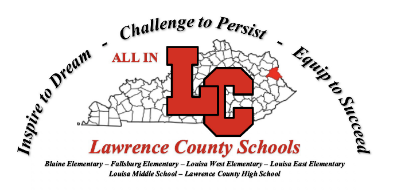 Inspire to Dream - Challenge to Persist - Equip to Succeed
ALL IN
LC
Lawrence County Schools
Blaine Elementary – Fallsburg Elementary – Louisa West Elementary – Louisa East Elementary
Louisa Middle School – Lawrence County High School